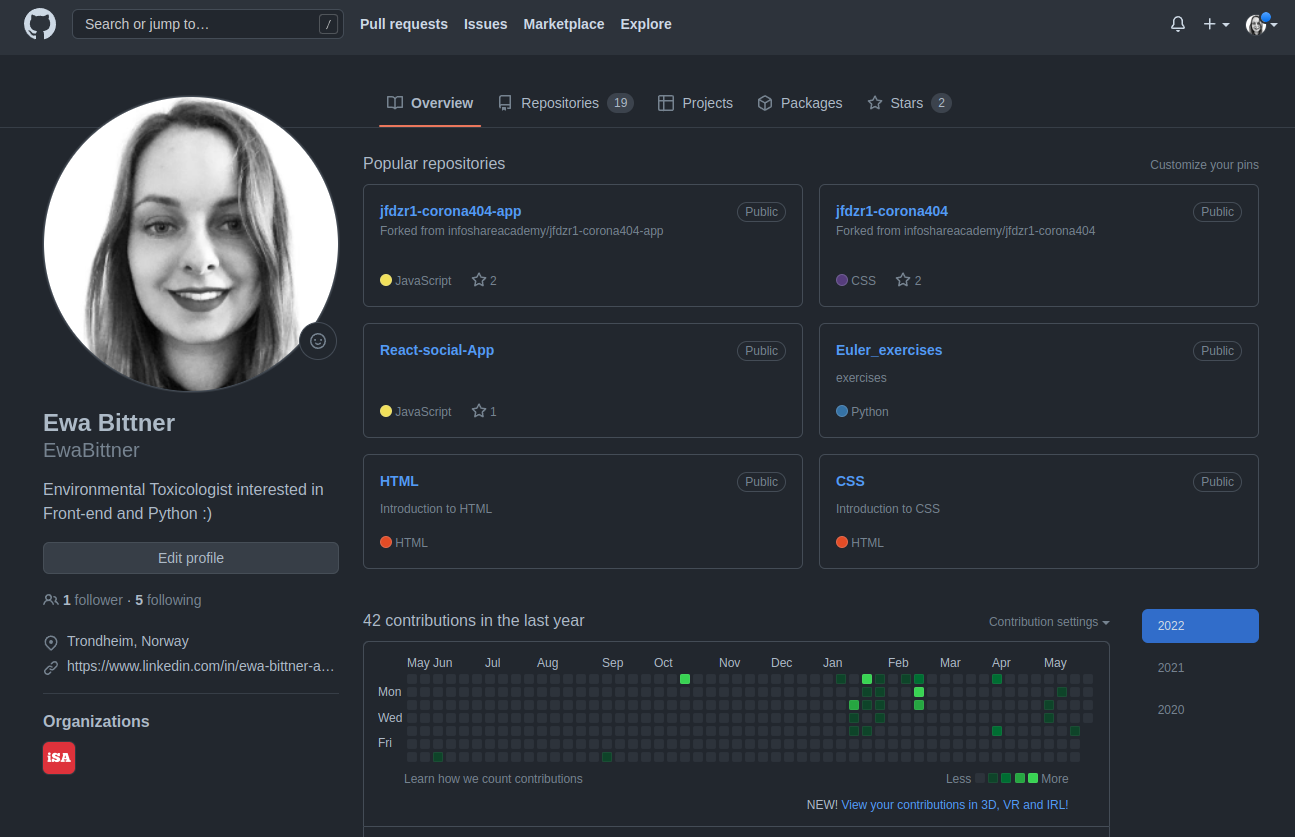 Search or jump to…
/
Pull requests
Issues
Marketplace
Explore
Overview
Repositories 19
Projects
Packages
Stars 2
Ewa Bittner
EwaBittner
Environmental Toxicologist interested in
Front-end and Python :)
Edit profile
1 follower · 5 following
Trondheim, Norway
https://www.linkedin.com/in/ewa-bittner-a…
Organizations
iSA
Popular repositories
Customize your pins
jfdzr1-corona404-app
Public
Forked from infoshareacademy/jfdzr1-corona404-app
JavaScript
2
jfdzr1-corona404
Public
Forked from infoshareacademy/jfdzr1-corona404
CSS
2
React-social-App
Public
JavaScript
1
Euler_exercises
Public
exercises
Python
HTML
Public
Introduction to HTML
HTML
CSS
Public
Introduction to CSS
HTML
42 contributions in the last year
Contribution settings
2022
2021
2020
May Jun Jul Aug Sep Oct Nov Dec Jan Feb Mar Apr May
Mon
Wed
Fri
Learn how we count contributions
Less
More
NEW! View your contributions in 3D, VR and IRL!